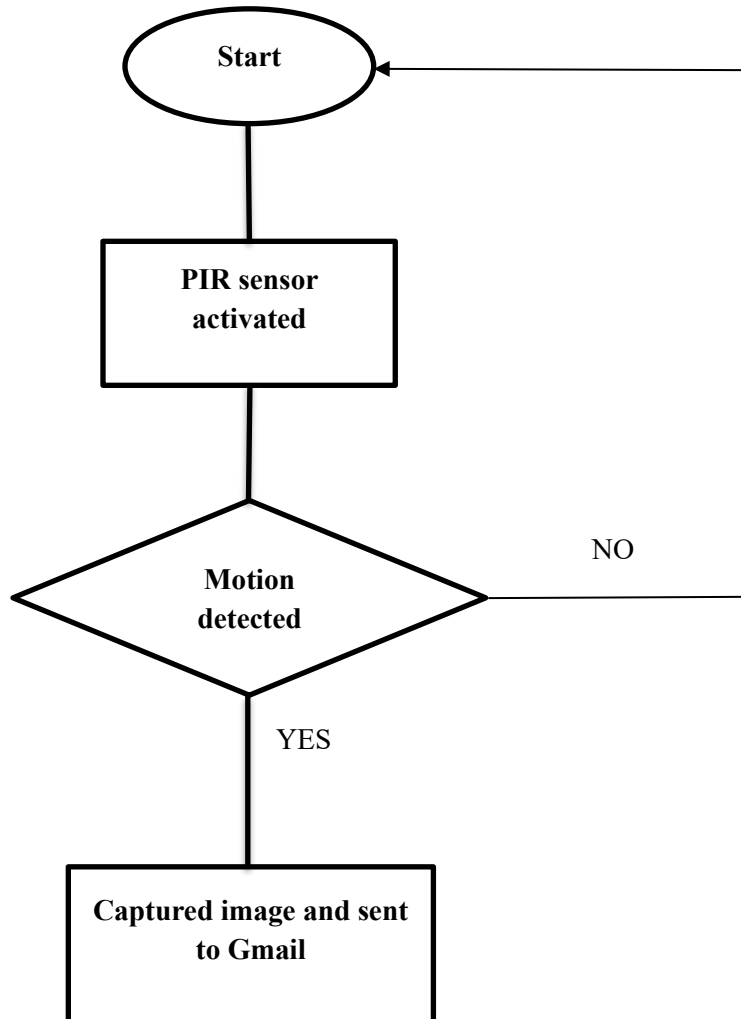 Start
PIR sensor
activated
Motion
detected
NO
YES
Captured image and sent
to Gmail